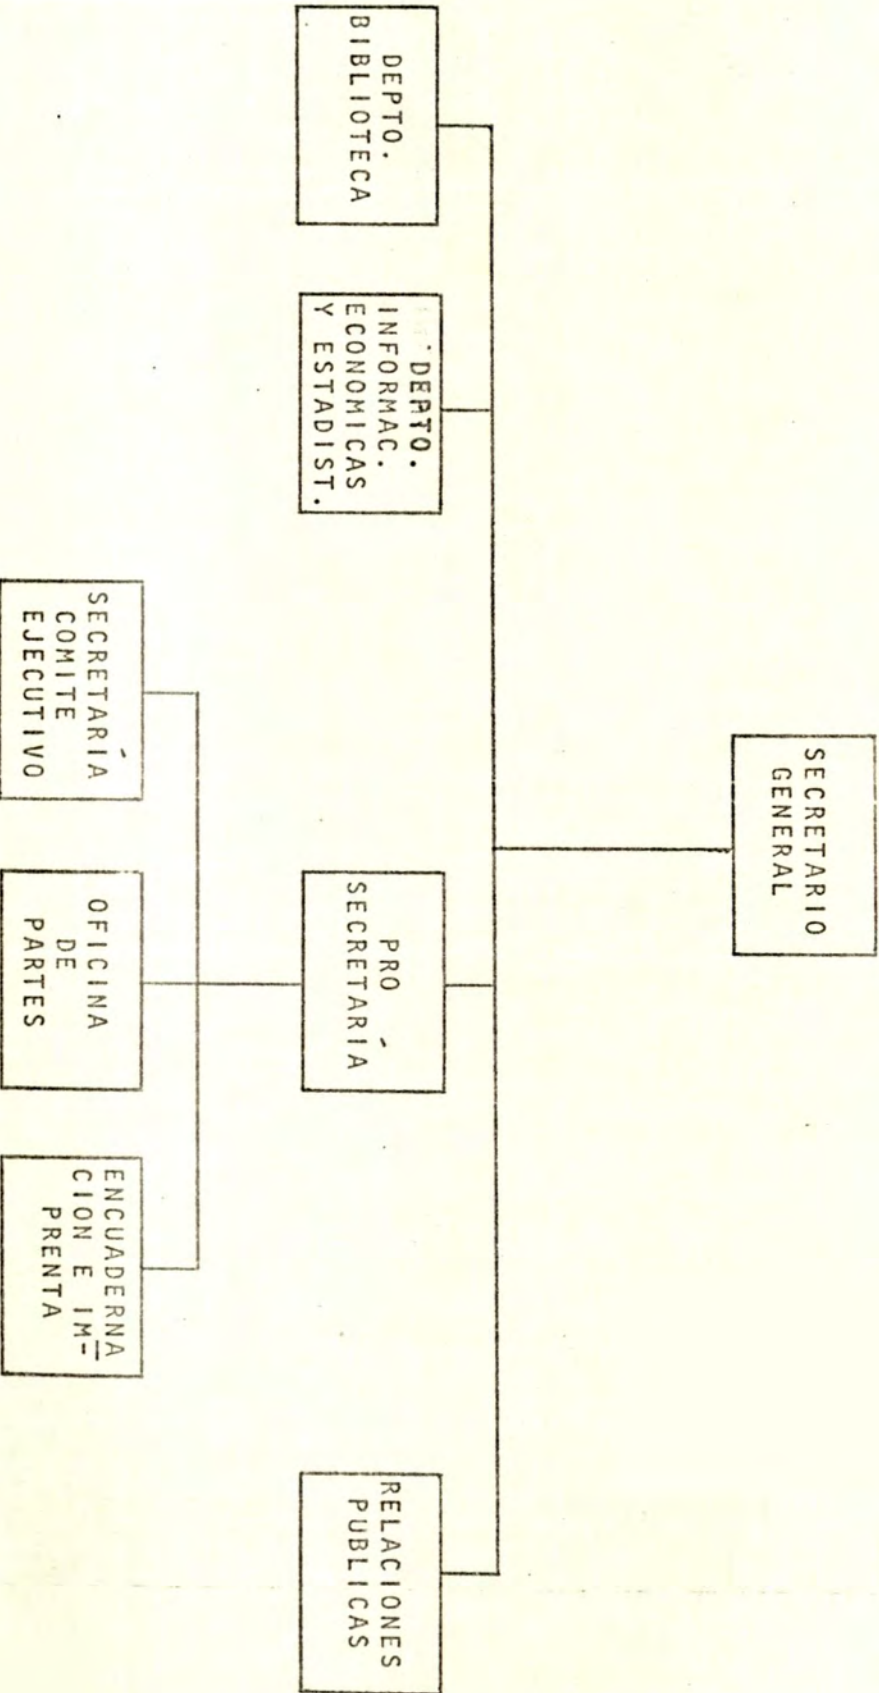 SECRETARIO
GENERAL
DEPTO.
BIBLIOTECA
DEPTO.
INFORMAC.
ECONOMICAS
Y ESTADIST.
PRO
SECRETARÍA
RELACIONES
PUBLICAS
SECRETARÍA
COMITE
EJECUTIVO
OFICINA
DE
PARTES
ENCUADERNA
CION E IM-
PRENTA